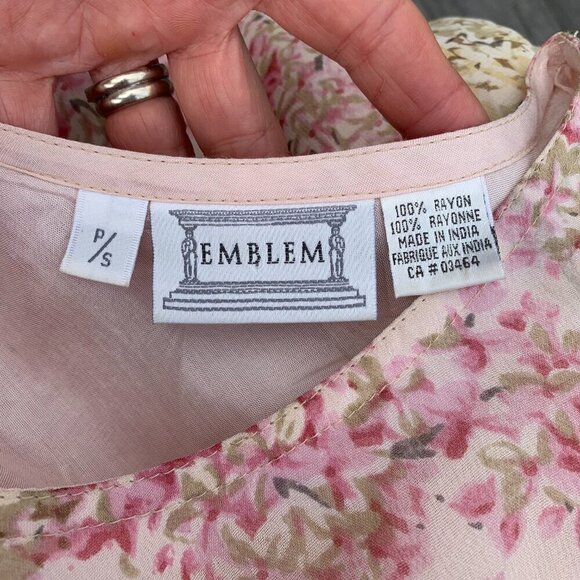 P/S
EMBLEM
100% RAYON
100% RAYONNE
MADE IN INDIA
FABRIQUE AUX INDIA
CA # 03464